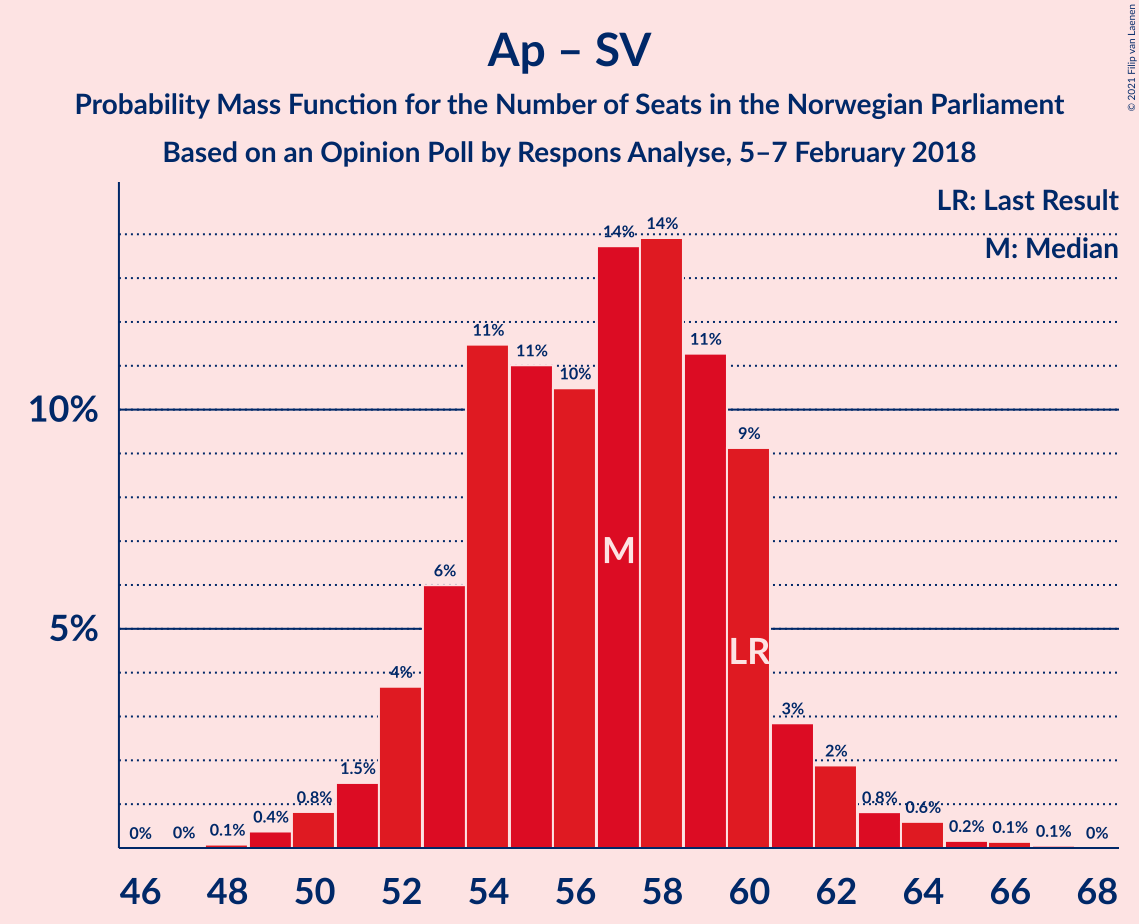 Ap – SV
Probability Mass Function for the Number of Seats in the Norwegian Parliament
Based on an Opinion Poll by Respons Analyse, 5–7 February 2018
© 2021 Filip van Laenen
LR: Last Result
M: Median
10%
5%
0%
0%
0.1%
0.4%
0.8%
1.5%
4%
6%
11%
11%
10%
14%
14%
11%
9%
3%
2%
0.8%
0.6%
0.2%
0.1%
0.1%
0%
M
LR
46 48 50 52 54 56 58 60 62 64 66 68